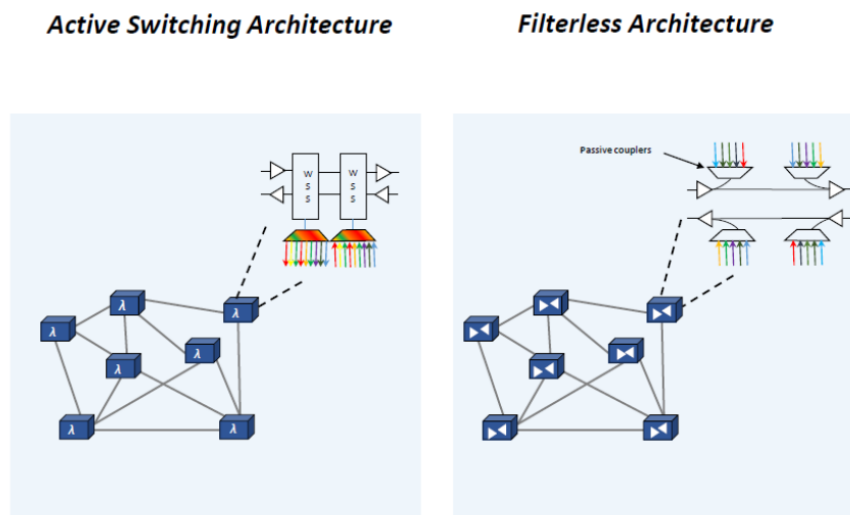 Active Switching Architecture
Filterless Architecture
W
S
S
W
S
S
Passive couplers
λ
λ
λ
λ
λ
λ
λ